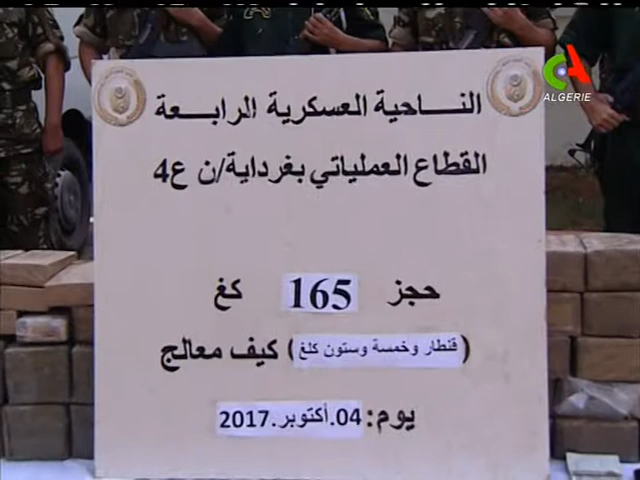 الناحية العسكرية الرابعة
القطاع العملياتي بغرداية/ن ع4
حجز 165 كغ
(قنطار وخمسة وستون كلغ) كيف معالج
يوم: 04.أكتوبر.2017
ALGERIE